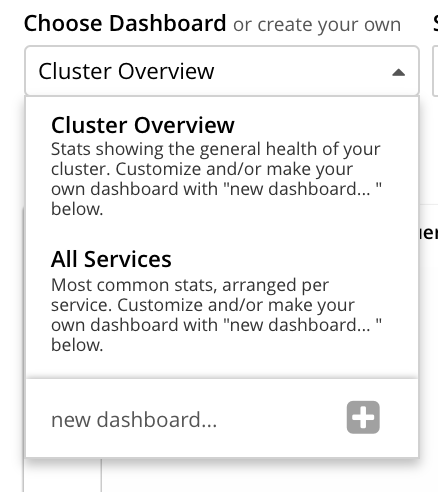 Choose Dashboard or create your own
Cluster Overview
Cluster Overview
Stats showing the general health of your
cluster. Customize and/or make your
own dashboard with "new dashboard... "
below.
All Services
Most common stats, arranged per
service. Customize and/or make your
own dashboard with "new dashboard... "
below.
new dashboard...